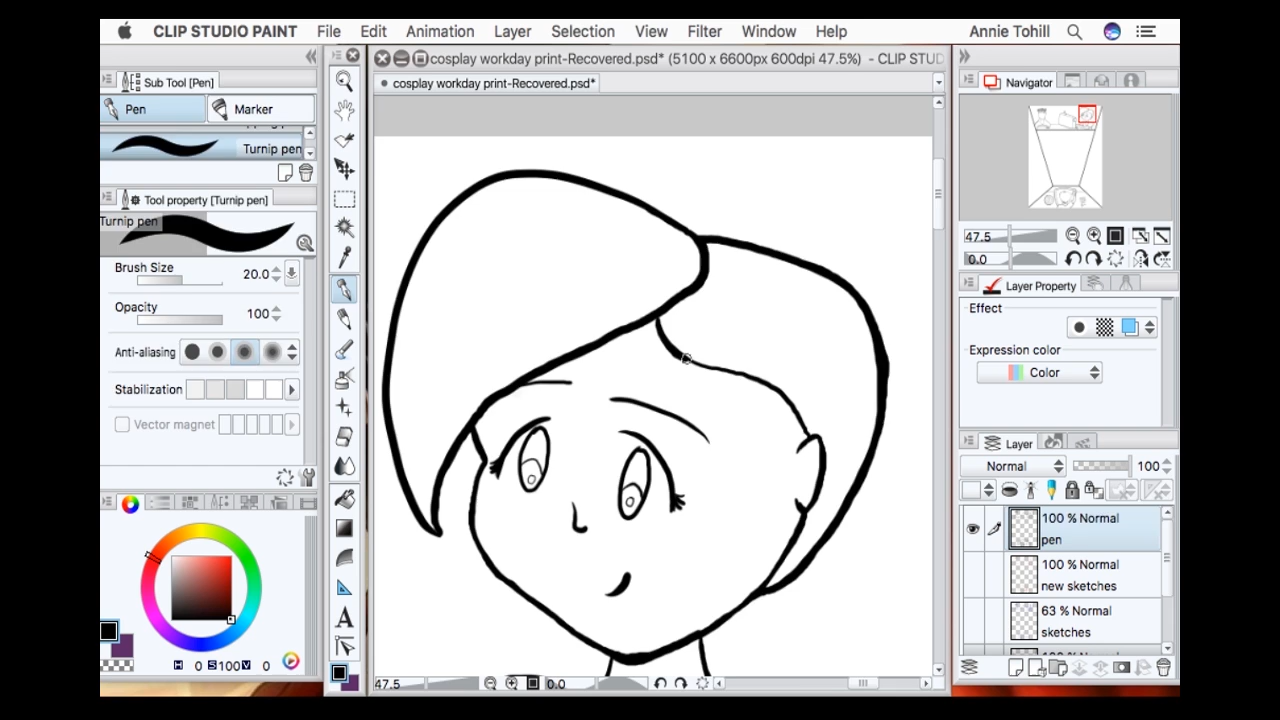 CLIP STUDIO PAINT File Edit Animation Layer Selection View Filter Window Help Annie Tohill
cosplay workday print-Recovered.psd* (5100 x 6600px 600dpi 47.5%) - CLIP STUD
Sub Tool [Pen]
cosplay workday print-Recovered.psd*
Navigator
Pen
Marker
Turnip pen
Tool property [Turnip pen]
Turnip pen
47.5
0.0
Brush Size
20.0
Layer Property
Opacity
100
Effect
Anti-aliasing
Expression color
Color
Stabilization
Vector magnet
Layer
Normal
100
100 % Normal
pen
100 % Normal
new sketches
63 % Normal
sketches
A
H 0 S 100 V 0
47.5
0.0